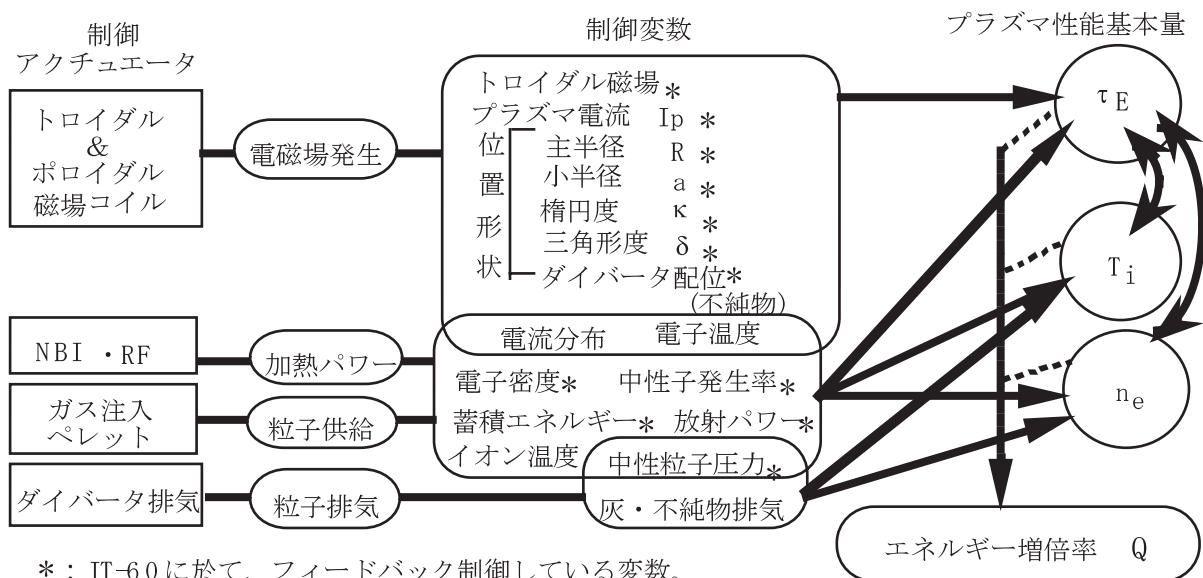 制御
アクチュエータ
制御変数
プラズマ性能基本量
トロイダル
&
ポロイダル
磁場コイル
電磁場発生
トロイダル磁場*
プラズマ電流 Ip *
位置形状
主半径 R *
小半径 a *
楕円度 κ *
三角形度 δ *
ダイバータ配位*
(不純物)
電流分布 電子温度
NBI・RF
加熱パワー
電子密度* 中性子発生率*
ガス注入
ペレット
粒子供給
蓄積エネルギー* 放射パワー*
イオン温度
中性粒子圧力*
ダイバータ排気
粒子排気
灰・不純物排気
τE
Ti
ne
エネルギー増倍率 Q
*：JT-60に於て，フィードバック制御している変数。